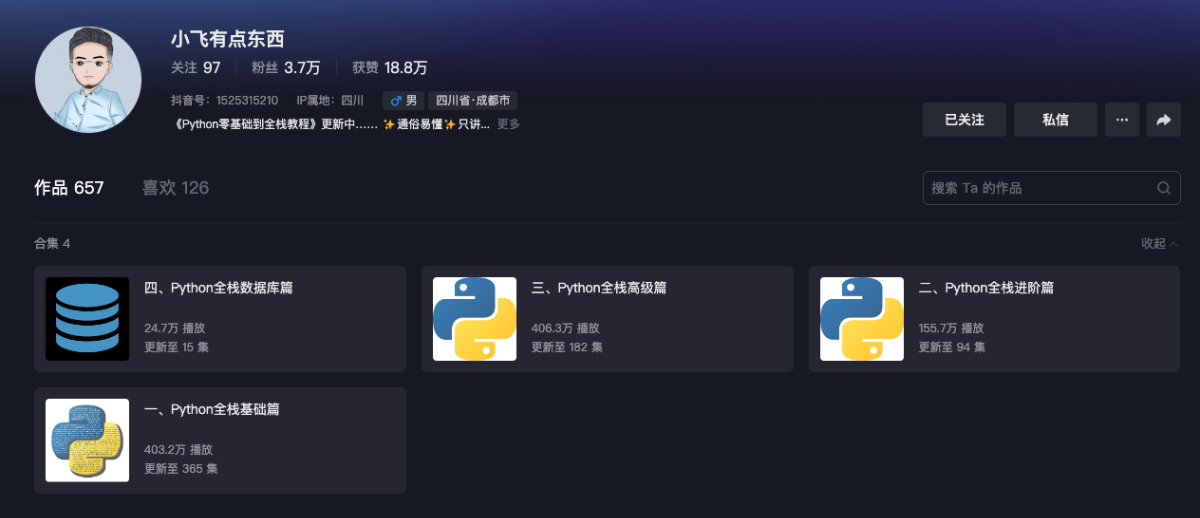 小飞有点东西
关注 97 粉丝 3.7万 获赞 18.8万
抖音号：1525315210 IP属地：四川 男 四川省·成都市
《Python零基础到全栈教程》更新中...... ✨通俗易懂✨只讲... 更多
已关注 私信 ···
作品 657 喜欢 126
搜索 Ta 的作品
合集 4 收起
四、Python全栈数据库篇
24.7万 播放
更新至 15 集
三、Python全栈高级篇
406.3万 播放
更新至 182 集
二、Python全栈进阶篇
155.7万 播放
更新至 94 集
一、Python全栈基础篇
403.2万 播放
更新至 365 集